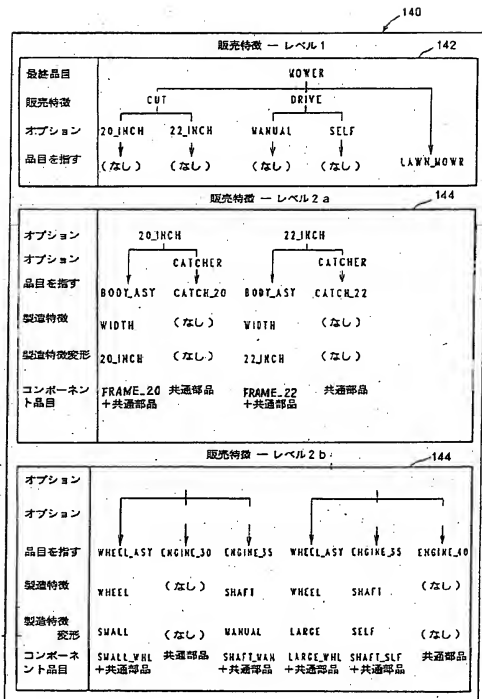 140
販売特徴 ー レベル1
142
最終品目 MOWER
販売特徴 CUT DRIVE
オプション 20_INCH 22_INCH MANUAL SELF
品目を指す (なし) (なし) (なし) (なし) LAWN_MOWR
販売特徴 ー レベル2a
144
オプション 20_INCH 22_INCH
オプション CATCHER CATCHER
品目を指す BODY_ASY CATCH_20 BODY_ASY CATCH_22
製造特徴 WIDTH (なし) WIDTH (なし)
製造特徴変形 20_INCH (なし) 22_INCH (なし)
コンポーネン FRAME_20 共通部品 FRAME_22 共通部品
ト品目 +共通部品 +共通部品
販売特徴 ー レベル2b
144
オプション
オプション
品目を指す WHEEL_ASY ENGINE_30 ENGINE_35 WHEEL_ASY ENGINE_35 ENGINE_40
製造特徴 WHEEL (なし) SHAFT WHEEL SHAFT (なし)
製造特徴
変形 SMALL (なし) MANUAL LARGE SELF (なし)
コンポーネ SMALL_WHL 共通部品 SHAFT_MAN LARGE_WHL SHAFT_SLF 共通部品
ント品目 +共通部品 +共通部品 +共通部品 +共通部品